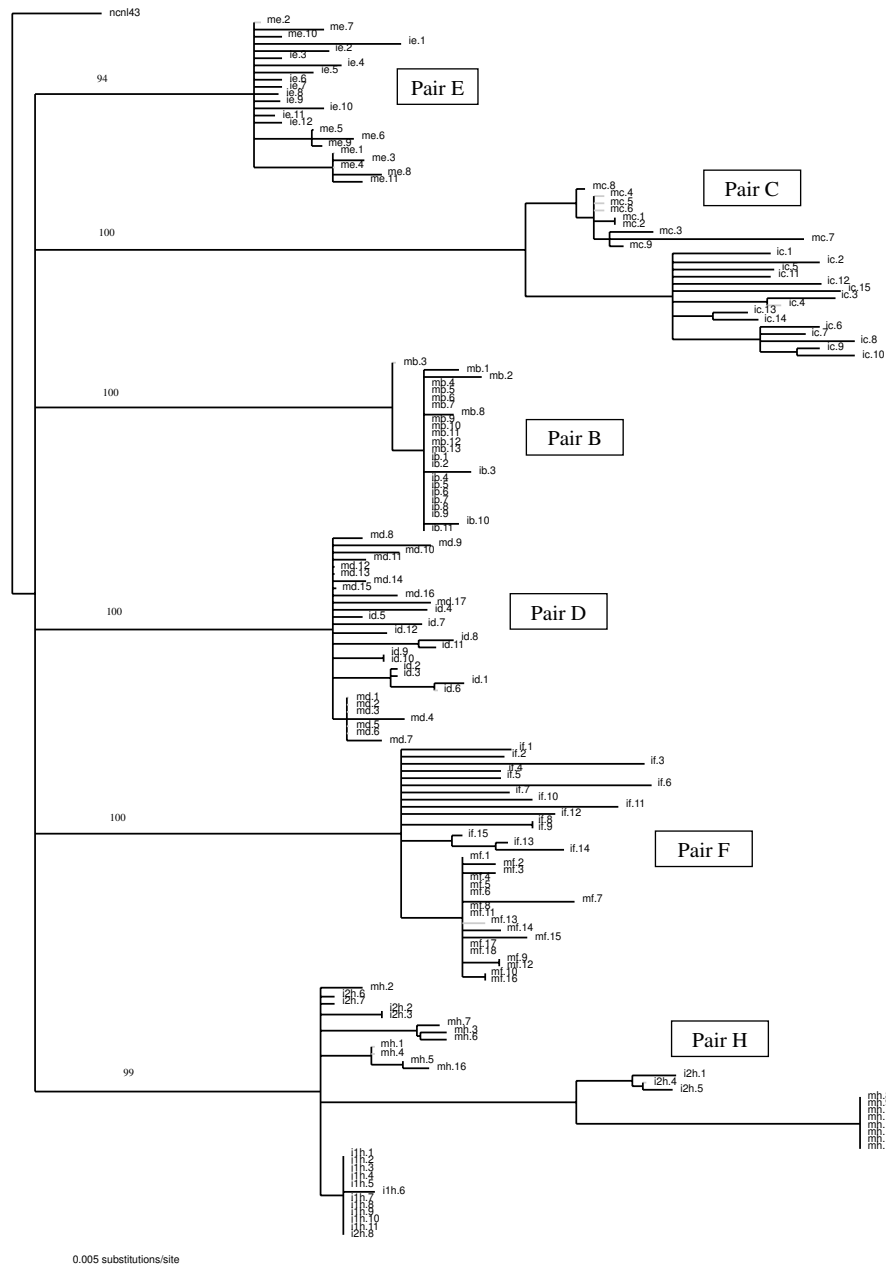 ncnl43
me.2
me.7
me.10
ie.1
ie.2
ie.3
ie.4
ie.5
ie.6
ie.7
ie.8
ie.9
ie.10
ie.11
ie.12
me.5
me.6
me.9
me.1
me.3
me.4
me.8
me.11
94
Pair E
mc.8
mc.4
mc.5
mc.6
mc.1
mc.2
mc.3
mc.7
mc.9
Pair C
100
ic.1
ic.2
ic.5
ic.11
ic.12
ic.15
ic.3
ic.4
ic.13
ic.14
ic.6
ic.7
ic.8
ic.9
ic.10
mb.3
mb.1
mb.2
mb.4
mb.5
mb.6
mb.7
mb.8
mb.9
mb.10
mb.11
mb.12
mb.13
ib.1
ib.2
ib.3
ib.4
ib.5
ib.6
ib.7
ib.8
ib.9
ib.10
ib.11
100
Pair B
md.8
md.9
md.10
md.11
md.12
md.13
md.14
md.15
md.16
md.17
id.4
id.5
id.7
id.12
id.8
id.11
id.9
id.10
id.2
id.3
id.1
id.6
md.1
md.2
md.3
md.4
md.5
md.6
md.7
100
Pair D
if.1
if.2
if.3
if.4
if.5
if.6
if.7
if.10
if.11
if.12
if.8
if.9
if.15
if.13
if.14
100
Pair F
mf.1
mf.2
mf.3
mf.4
mf.5
mf.6
mf.7
mf.8
mf.11
mf.13
mf.14
mf.15
mf.17
mf.18
mf.9
mf.12
mf.10
mf.16
mh.2
i2h.6
i2h.7
i2h.2
i2h.3
mh.7
mh.3
mh.6
mh.1
mh.4
mh.5
mh.16
Pair H
99
i2h.1
i2h.4
i2h.5
i1h.1
i1h.2
i1h.3
i1h.4
i1h.5
i1h.6
i1h.7
i1h.8
i1h.9
i1h.10
i1h.11
i2h.8
0.005 substitutions/site